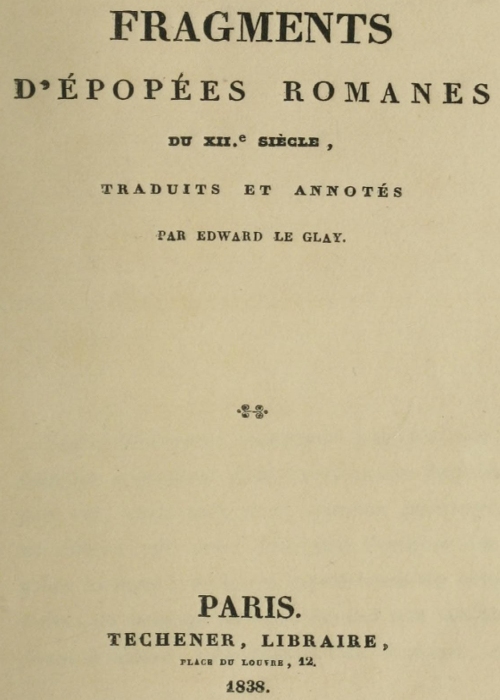 FRAGMENTS
D'ÉPOPÉES ROMANES
DU XII.e SIÈCLE,
TRADUITS ET ANNOTÉS
PAR EDWARD LE GLAY.
PARIS.
TECHENER, LIBRAIRE,
PLACE DU LOUVRE, 12.
1838.